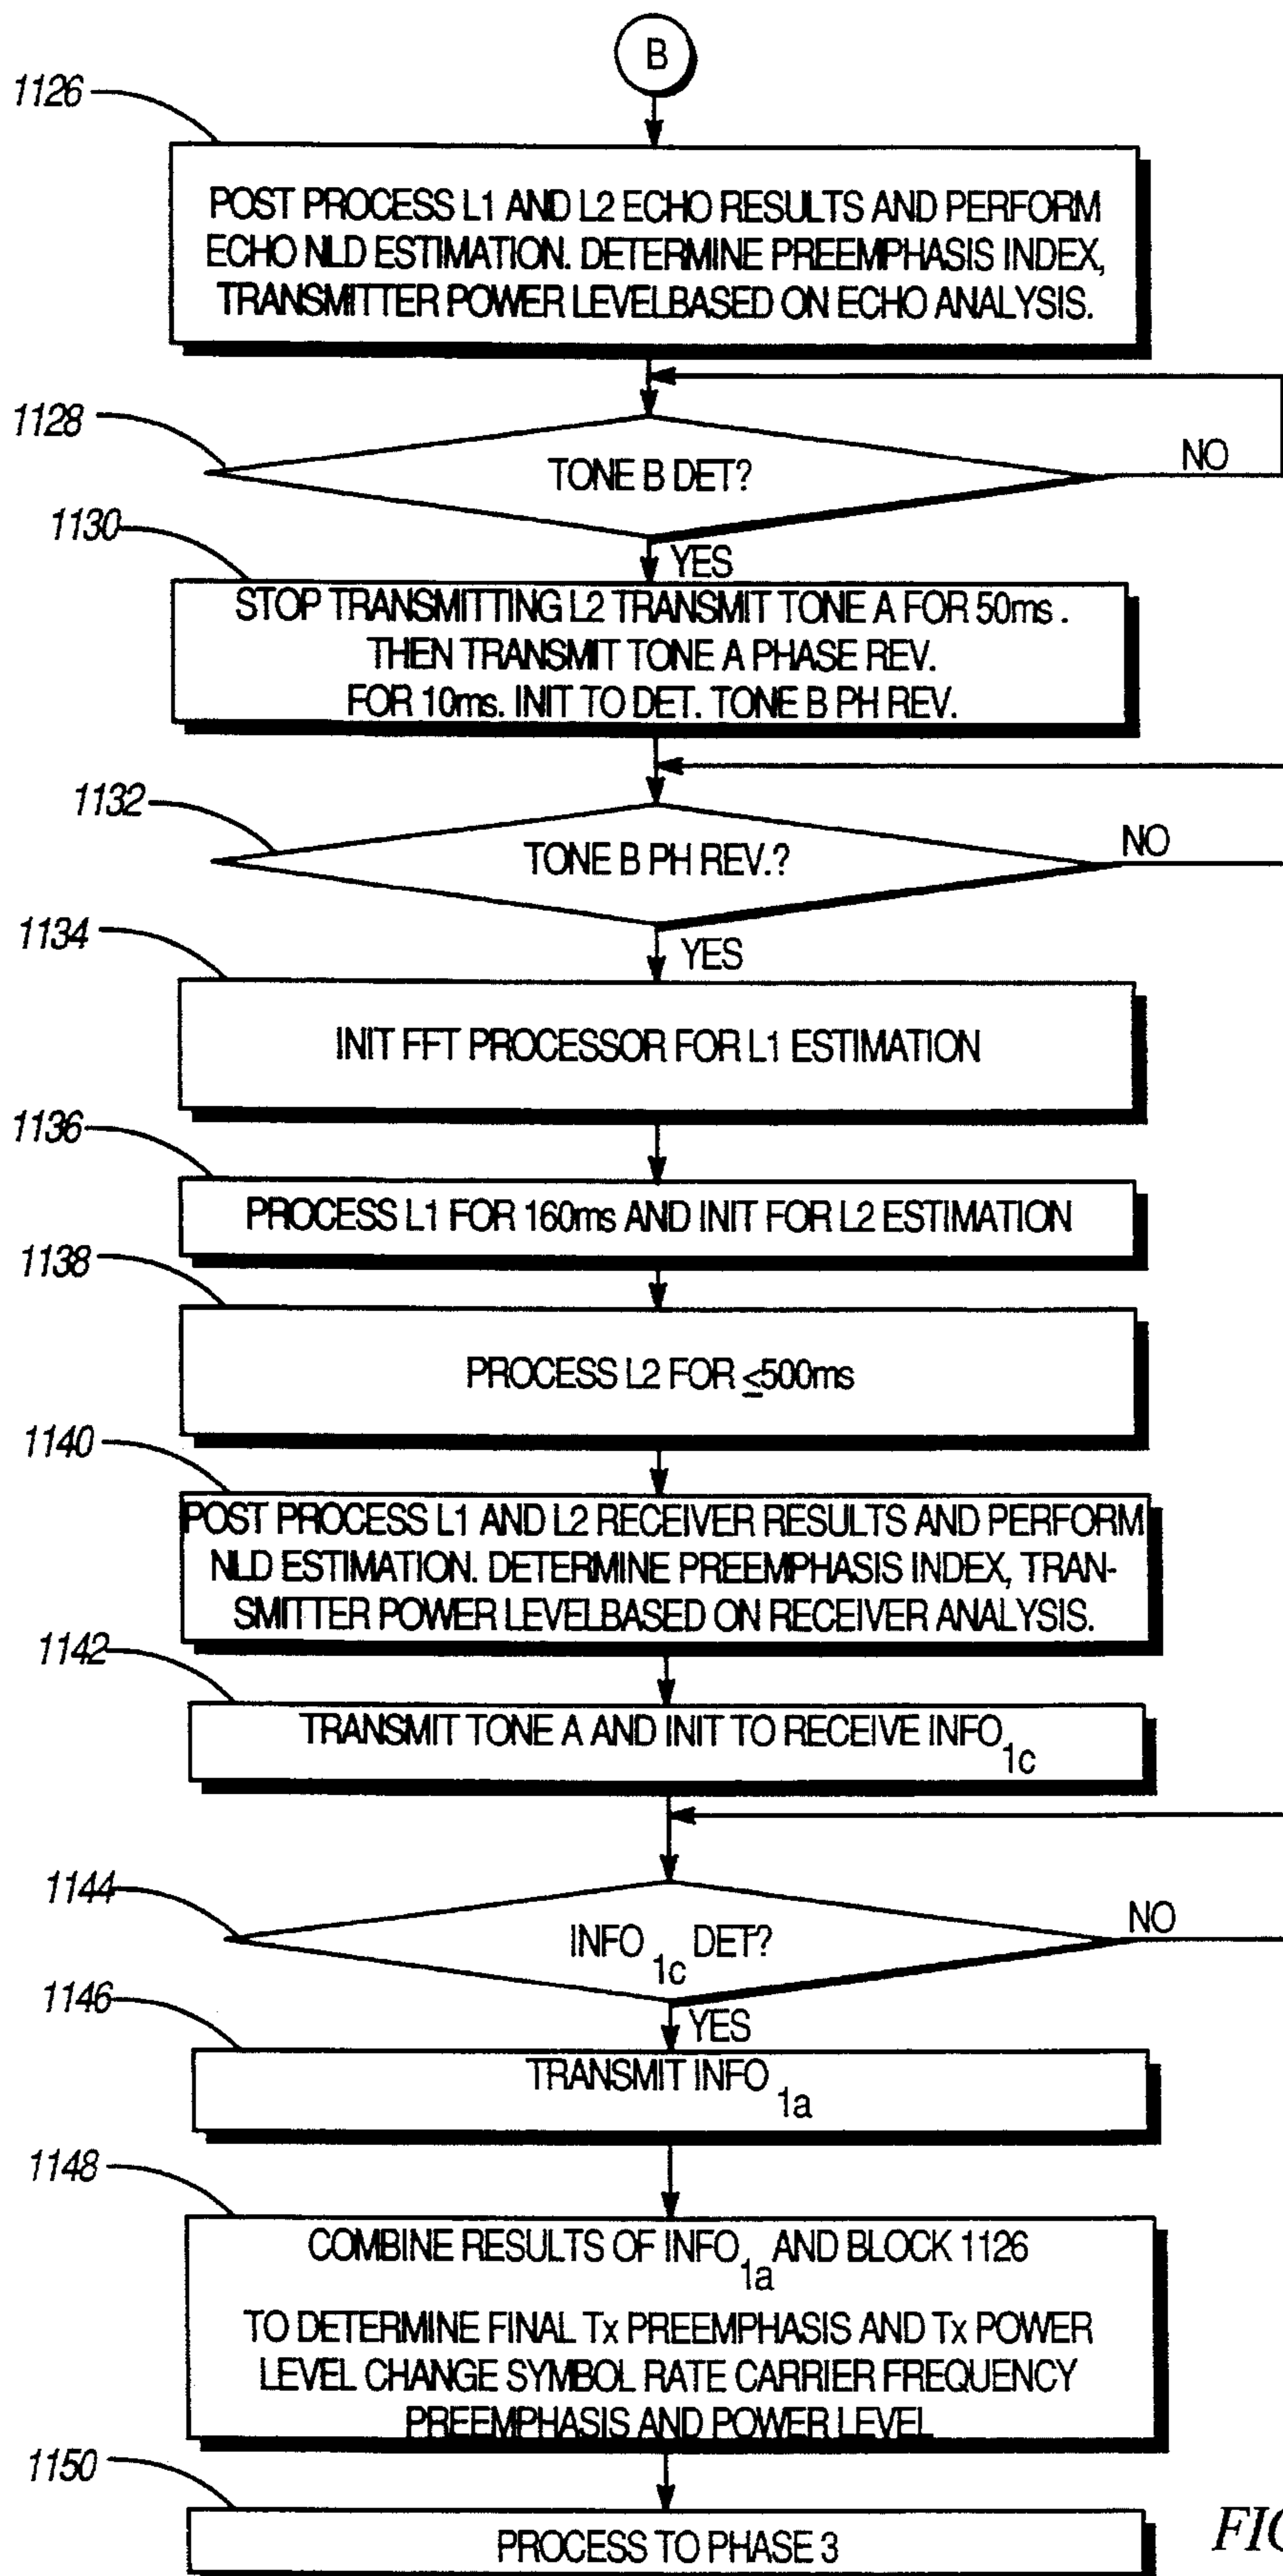 B
1126
POST PROCESS L1 AND L2 ECHO RESULTS AND PERFORM
ECHO NLD ESTIMATION. DETERMINE PREEMPHASIS INDEX,
TRANSMITTER POWER LEVELBASED ON ECHO ANALYSIS.
1128
TONE B DET?
NO
YES
1130
STOP TRANSMITTING L2 TRANSMIT TONE A FOR 50ms .
THEN TRANSMIT TONE A PHASE REV.
FOR 10ms. INIT TO DET. TONE B PH REV.
1132
TONE B PH REV.?
NO
YES
1134
INIT FFT PROCESSOR FOR L1 ESTIMATION
1136
PROCESS L1 FOR 160ms AND INIT FOR L2 ESTIMATION
1138
PROCESS L2 FOR ≤500ms
1140
POST PROCESS L1 AND L2 RECEIVER RESULTS AND PERFORM
NLD ESTIMATION. DETERMINE PREEMPHASIS INDEX, TRAN-
SMITTER POWER LEVELBASED ON RECEIVER ANALYSIS.
1142
TRANSMIT TONE A AND INIT TO RECEIVE INFO1c
1144
INFO 1c DET?
NO
YES
1146
TRANSMIT INFO 1a
1148
COMBINE RESULTS OF INFO1a AND BLOCK 1126
TO DETERMINE FINAL Tx PREEMPHASIS AND Tx POWER
LEVEL CHANGE SYMBOL RATE CARRIER FREQUENCY
PREEMPHASIS AND POWER LEVEL
1150
PROCESS TO PHASE 3